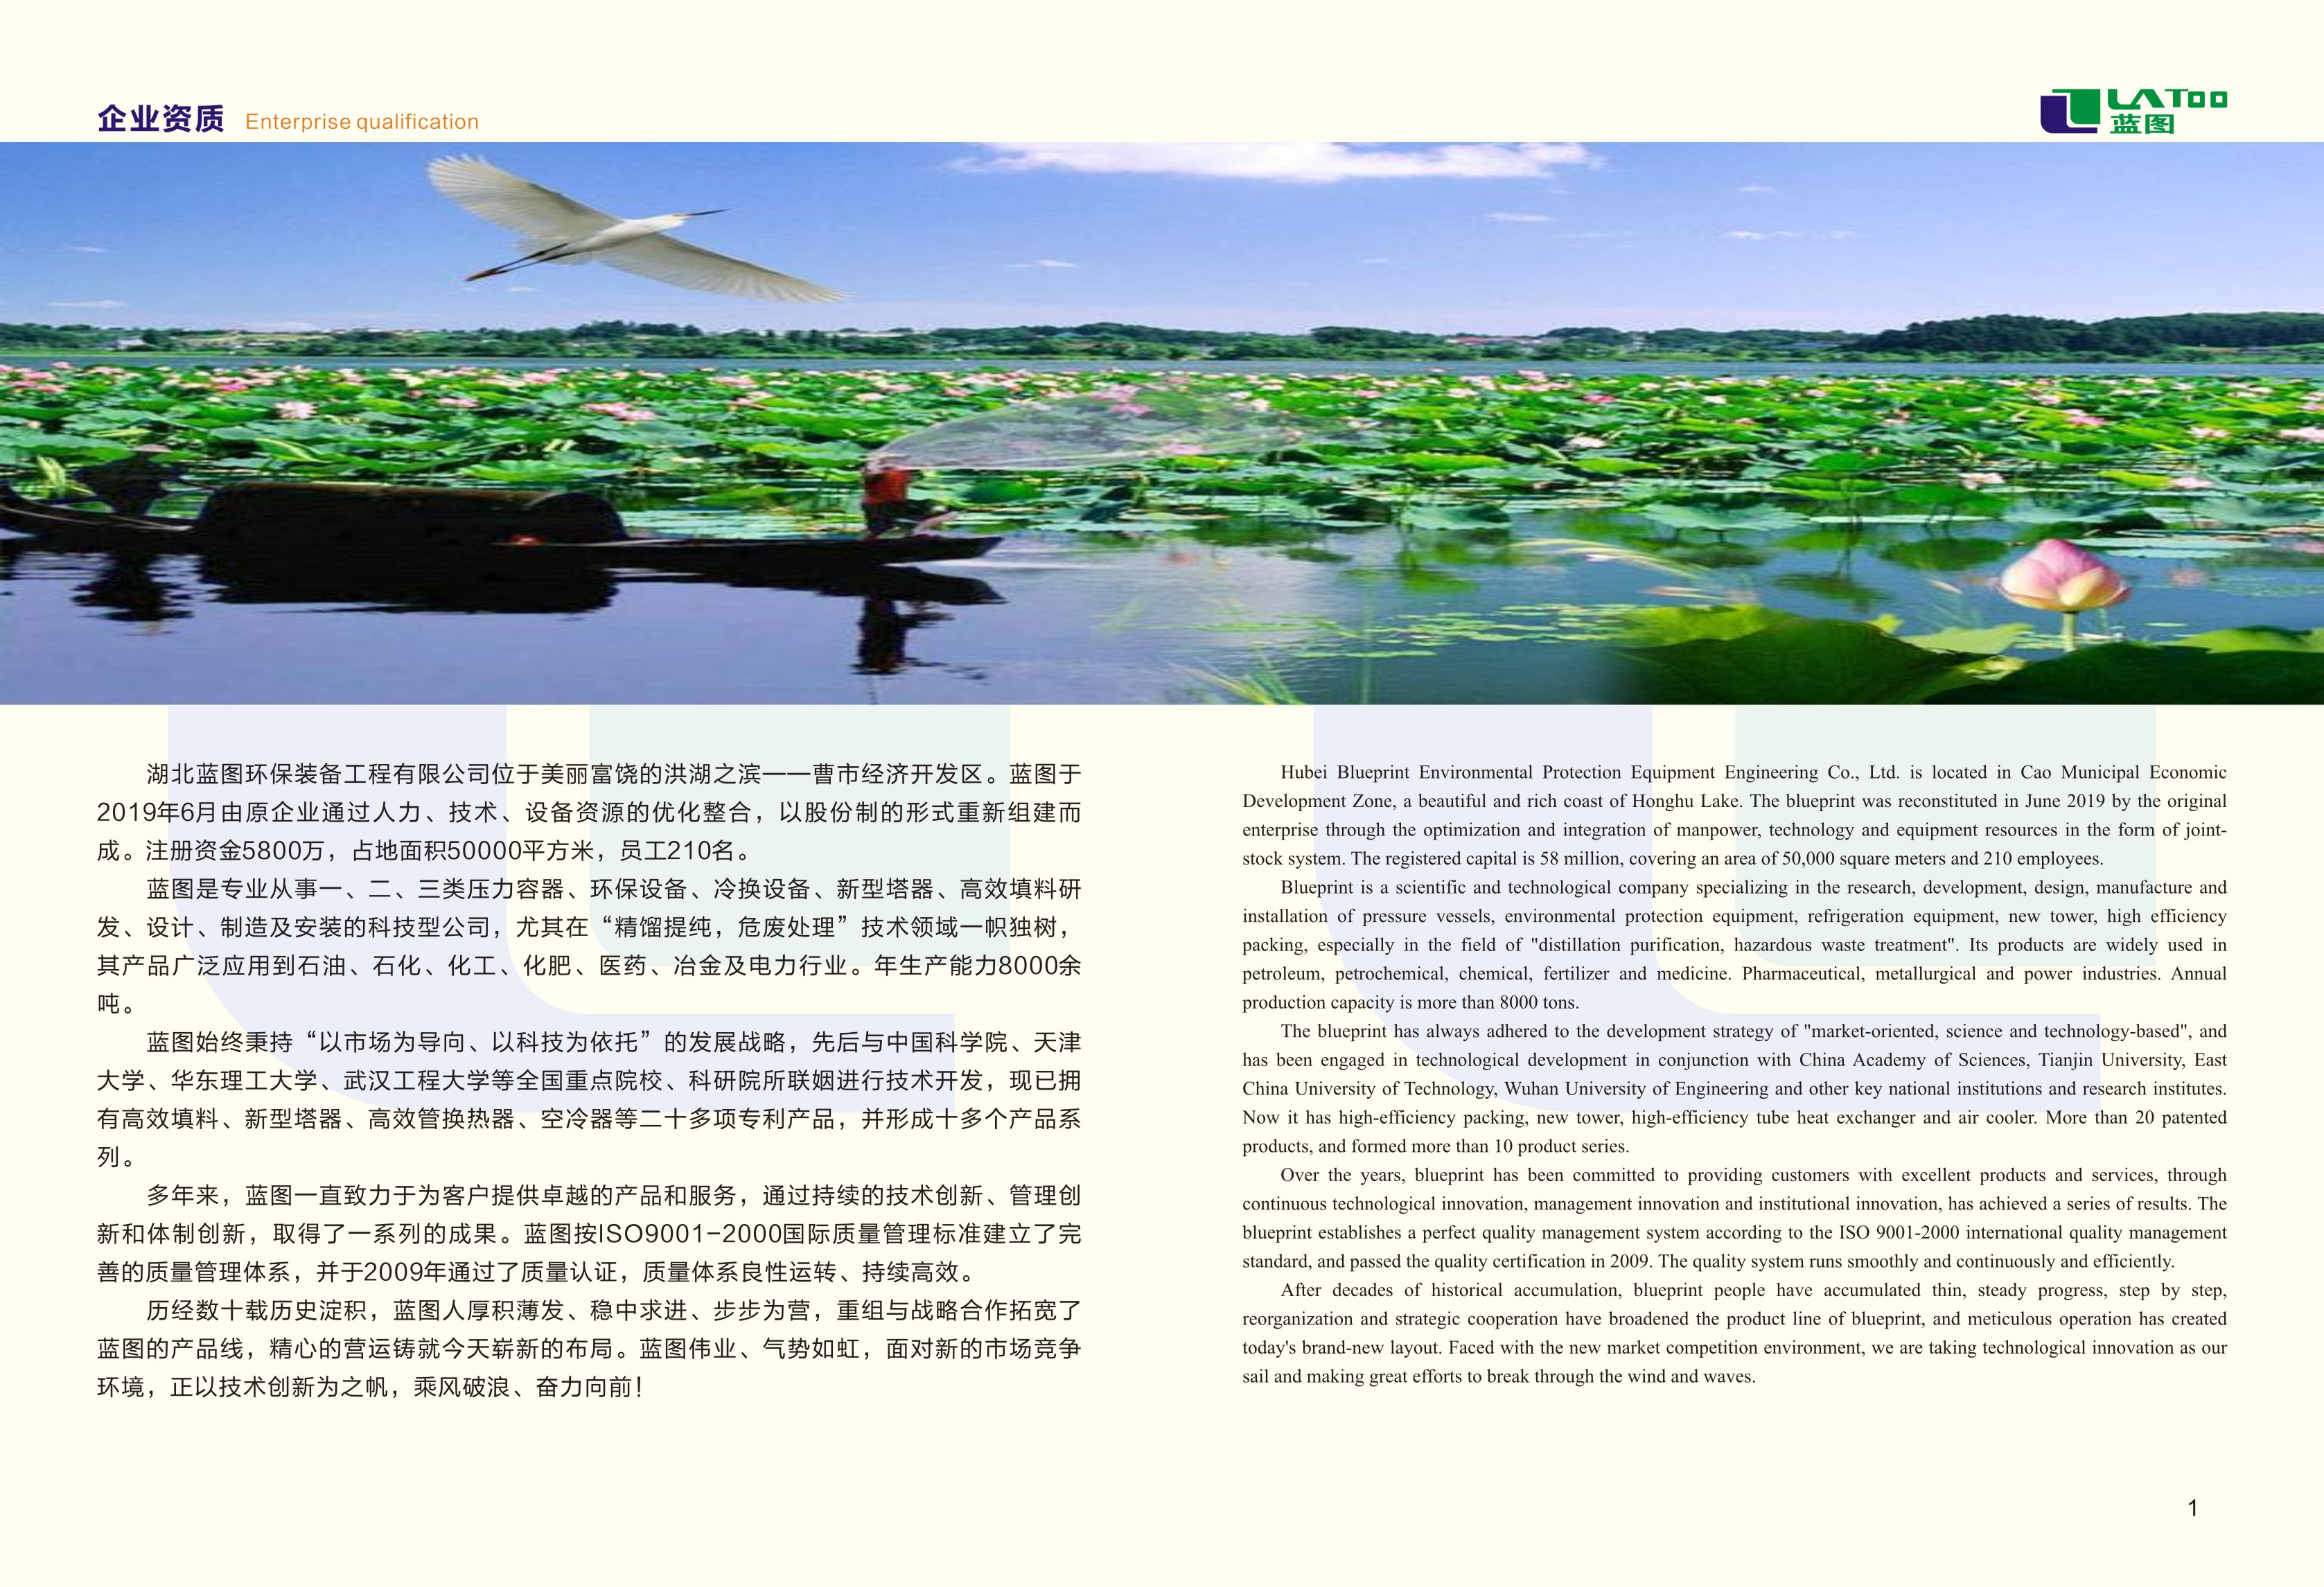 企业资质 Enterprise qualification
LATOO
蓝图
湖北蓝图环保装备工程有限公司位于美丽富饶的洪湖之滨——曹市经济开发区。蓝图于
2019年6月由原企业通过人力、技术、设备资源的优化整合，以股份制的形式重新组建而
成。注册资金5800万，占地面积50000平方米，员工210名。
蓝图是专业从事一、二、三类压力容器、环保设备、冷换设备、新型塔器、高效填料研
发、设计、制造及安装的科技型公司，尤其在“精馏提纯，危废处理”技术领域一帜独树，
其产品广泛应用到石油、石化、化工、化肥、医药、冶金及电力行业。年生产能力8000余
吨。
蓝图始终秉持“以市场为导向、以科技为依托”的发展战略，先后与中国科学院、天津
大学、华东理工大学、武汉工程大学等全国重点院校、科研院所联姻进行技术开发，现已拥
有高效填料、新型塔器、高效管换热器、空冷器等二十多项专利产品，并形成十多个产品系
列。
多年来，蓝图一直致力于为客户提供卓越的产品和服务，通过持续的技术创新、管理创
新和体制创新，取得了一系列的成果。蓝图按ISO9001-2000国际质量管理标准建立了完
善的质量管理体系，并于2009年通过了质量认证，质量体系良性运转、持续高效。
历经数十载历史淀积，蓝图人厚积薄发、稳中求进、步步为营，重组与战略合作拓宽了
蓝图的产品线，精心的营运铸就今天崭新的布局。蓝图伟业、气势如虹，面对新的市场竞争
环境，正以技术创新为之帆，乘风破浪、奋力向前！
Hubei Blueprint Environmental Protection Equipment Engineering Co., Ltd. is located in Cao Municipal Economic
Development Zone, a beautiful and rich coast of Honghu Lake. The blueprint was reconstituted in June 2019 by the original
enterprise through the optimization and integration of manpower, technology and equipment resources in the form of joint-
stock system. The registered capital is 58 million, covering an area of 50,000 square meters and 210 employees.
Blueprint is a scientific and technological company specializing in the research, development, design, manufacture and
installation of pressure vessels, environmental protection equipment, refrigeration equipment, new tower, high efficiency
packing, especially in the field of "distillation purification, hazardous waste treatment". Its products are widely used in
petroleum, petrochemical, chemical, fertilizer and medicine. Pharmaceutical, metallurgical and power industries. Annual
production capacity is more than 8000 tons.
The blueprint has always adhered to the development strategy of "market-oriented, science and technology-based", and
has been engaged in technological development in conjunction with China Academy of Sciences, Tianjin University, East
China University of Technology, Wuhan University of Engineering and other key national institutions and research institutes.
Now it has high-efficiency packing, new tower, high-efficiency tube heat exchanger and air cooler. More than 20 patented
products, and formed more than 10 product series.
Over the years, blueprint has been committed to providing customers with excellent products and services, through
continuous technological innovation, management innovation and institutional innovation, has achieved a series of results. The
blueprint establishes a perfect quality management system according to the ISO 9001-2000 international quality management
standard, and passed the quality certification in 2009. The quality system runs smoothly and continuously and efficiently.
After decades of historical accumulation, blueprint people have accumulated thin, steady progress, step by step,
reorganization and strategic cooperation have broadened the product line of blueprint, and meticulous operation has created
today's brand-new layout. Faced with the new market competition environment, we are taking technological innovation as our
sail and making great efforts to break through the wind and waves.
1